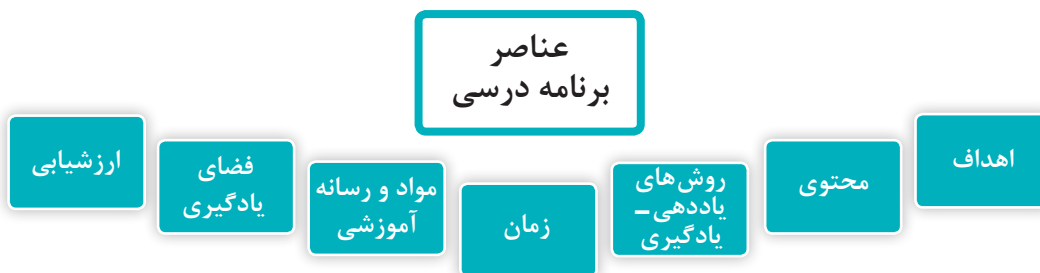 عناصر
برنامه درسی
اهداف
محتوی
روش‌های
یاددهی–
یادگیری
زمان
مواد و رسانه
آموزشی
فضای
یادگیری
ارزشیابی